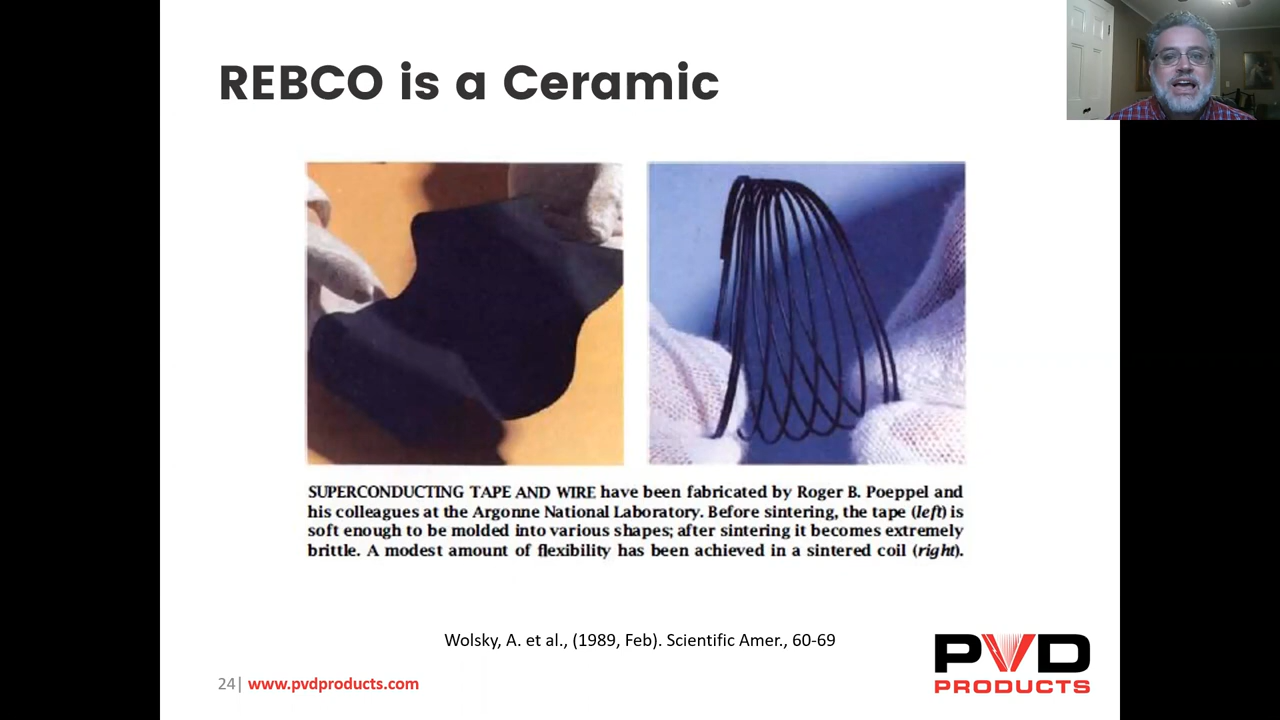 REBCO is a Ceramic
SUPERCONDUCTING TAPE AND WIRE have been fabricated by Roger B. Poeppel and
his colleagues at the Argonne National Laboratory. Before sintering, the tape (left) is
soft enough to be molded into various shapes; after sintering it becomes extremely
brittle. A modest amount of flexibility has been achieved in a sintered coil (right).
Wolsky, A. et al., (1989, Feb). Scientific Amer., 60-69
24| www.pvdproducts.com
PVD
PRODUCTS